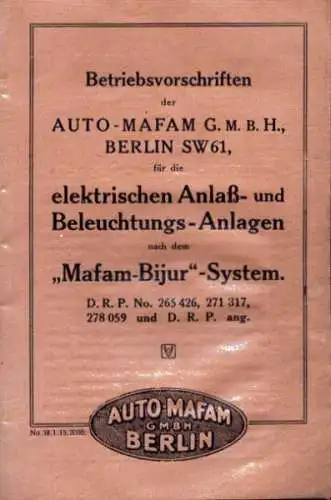 Betriebsvorschriften
der
AUTO-MAFAM G. M. B. H.,
BERLIN SW61,
für die
elektrischen Anlaß- und
Beleuchtungs-Anlagen
nach dem
„Mafam-Bijur“-System.
D. R. P. No. 265 426, 271 317,
278 059 und D. R. P. ang.
AUTO-MAFAM
GMBH
BERLIN